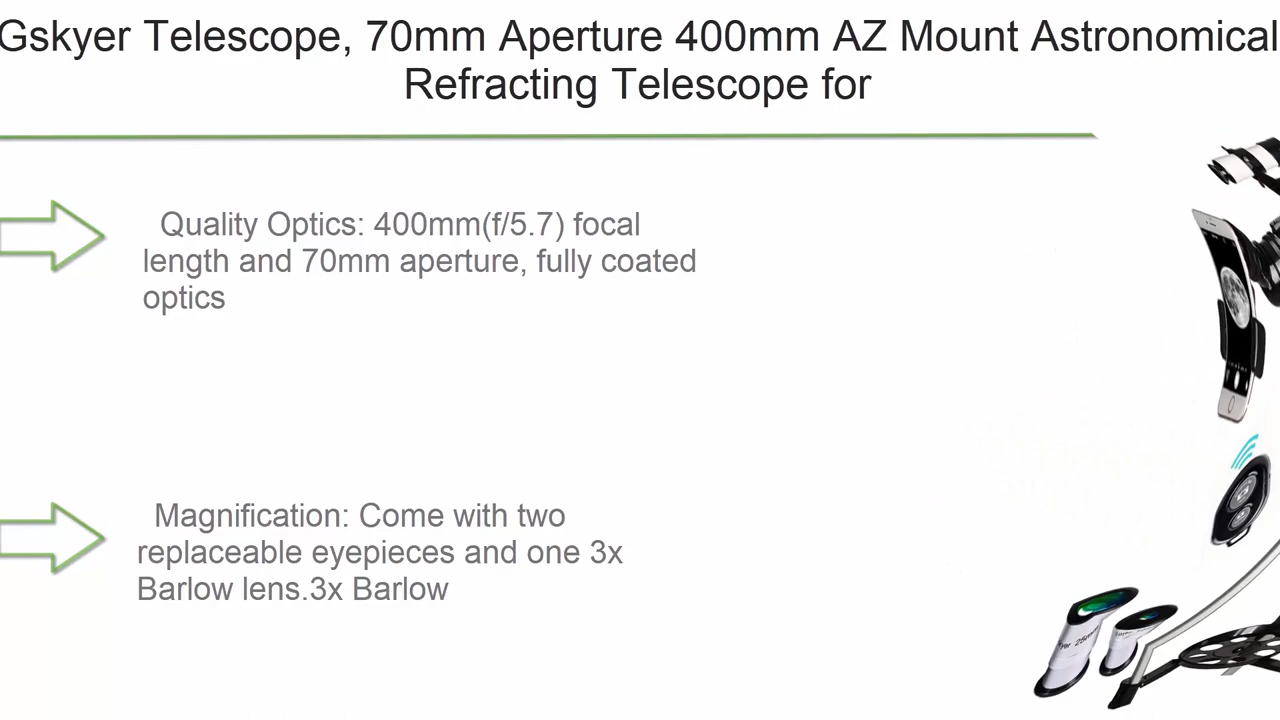 Gskyer Telescope, 70mm Aperture 400mm AZ Mount Astronomical
Refracting Telescope for
Quality Optics: 400mm(f/5.7) focal
length and 70mm aperture, fully coated
optics
Magnification: Come with two
replaceable eyepieces and one 3x
Barlow lens.3x Barlow